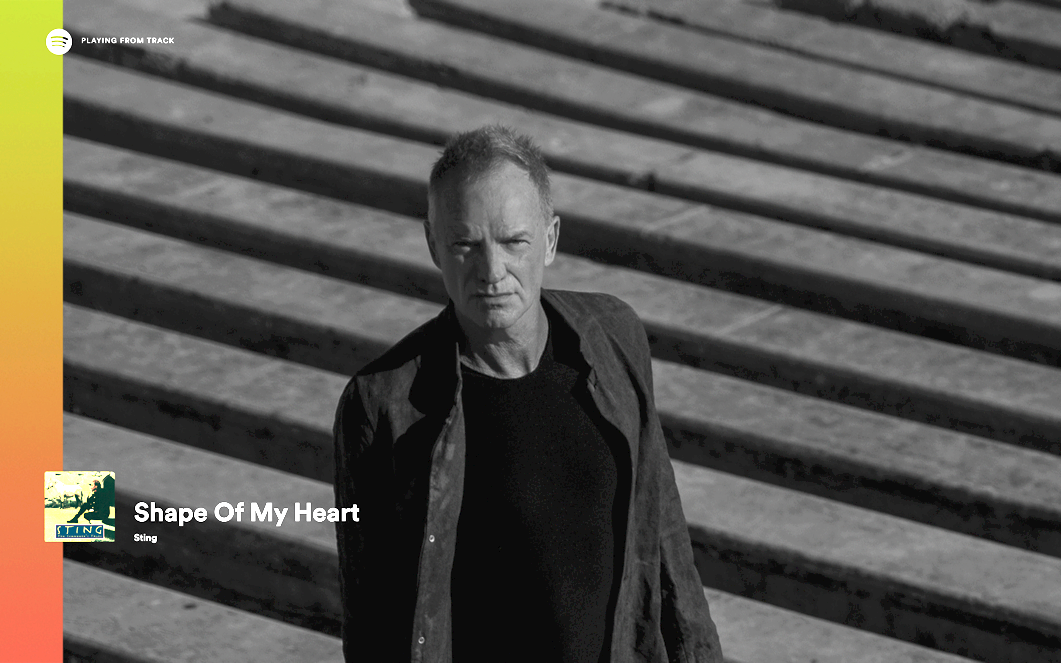 PLAYING FROM TRACK
Shape Of My Heart
Sting
STING